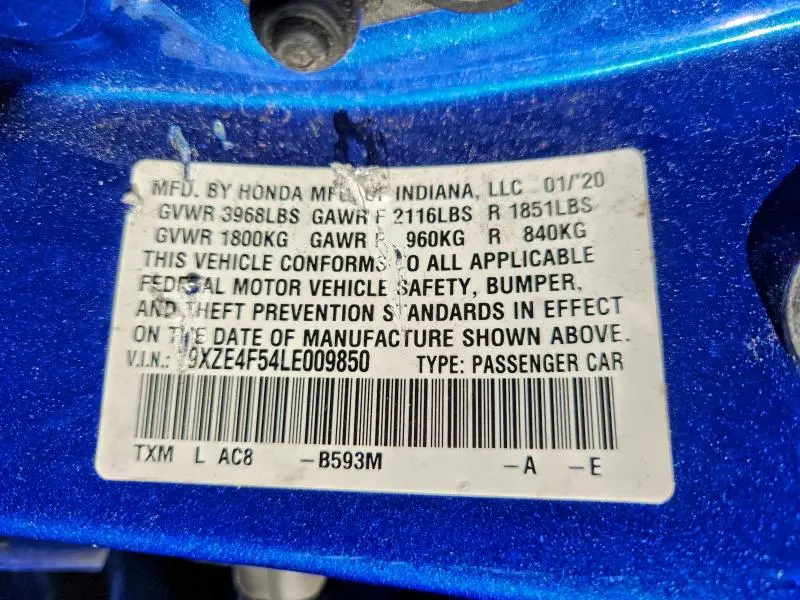 MFD. BY HONDA MFG. OF INDIANA, LLC 01/'20
GVWR 3968LBS GAWR F 2116LBS R 1851LBS
GVWR 1800KG GAWR F 960KG R 840KG
THIS VEHICLE CONFORMS TO ALL APPLICABLE
FEDERAL MOTOR VEHICLE SAFETY, BUMPER,
AND THEFT PREVENTION STANDARDS IN EFFECT
ON THE DATE OF MANUFACTURE SHOWN ABOVE.
V.I.N.: 9XZE4F54LE009850 TYPE: PASSENGER CAR
TXM L AC8 -B593M -A -E